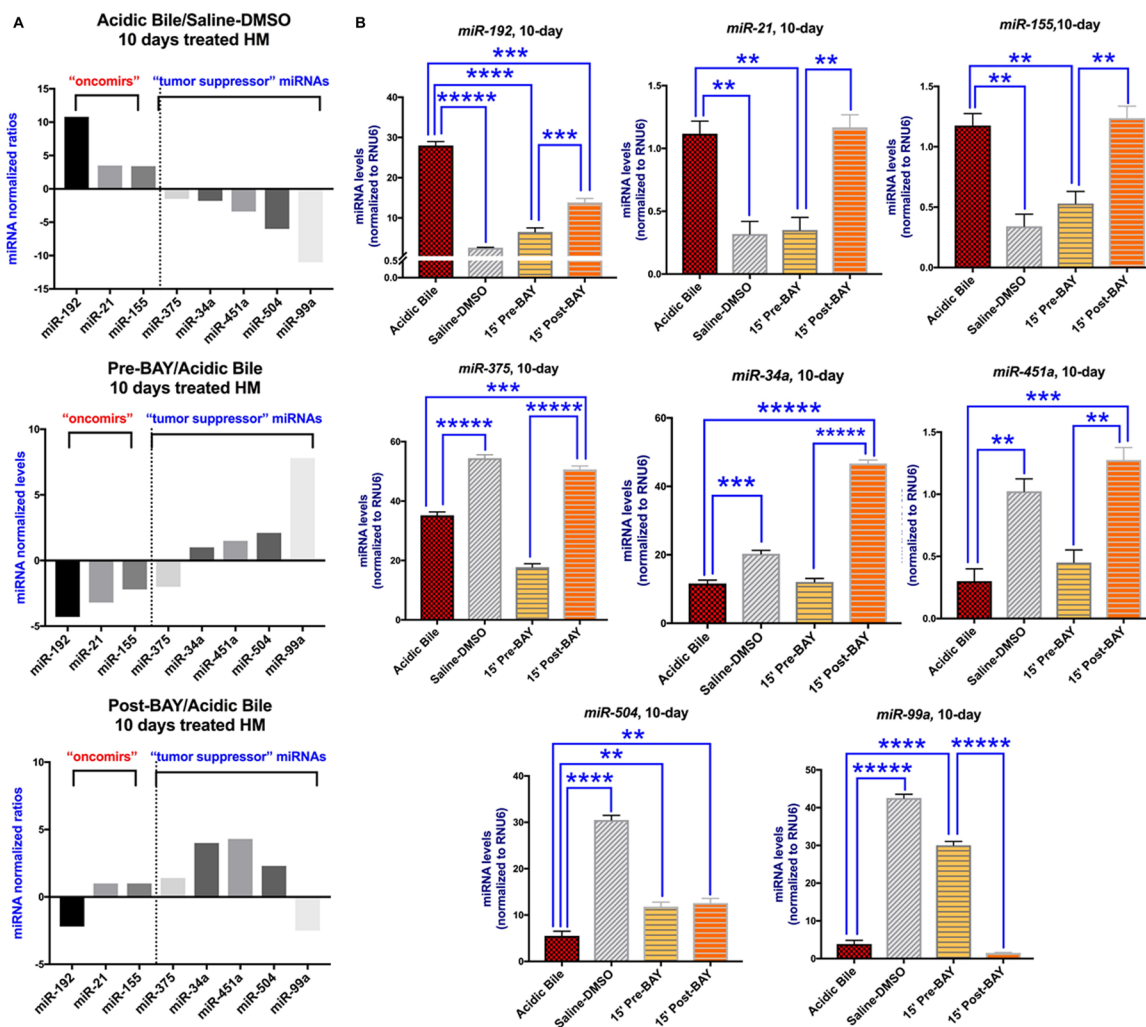 A
Acidic Bile/Saline-DMSO
10 days treated HM
“oncomirs”
“tumor suppressor” miRNAs
miRNA normalized ratios
15
10
5
0
-5
-10
-15
miR-192
miR-21
miR-155
miR-375
miR-34a
miR-451a
miR-504
miR-99a
Pre-BAY/Acidic Bile
10 days treated HM
“oncomirs”
“tumor suppressor” miRNAs
miRNA normalized levels
10
5
0
-5
miR-192
miR-21
miR-155
miR-375
miR-34a
miR-451a
miR-504
miR-99a
Post-BAY/Acidic Bile
10 days treated HM
“oncomirs”
“tumor suppressor” miRNAs
miRNA normalized ratios
10
5
0
-5
miR-192
miR-21
miR-155
miR-375
miR-34a
miR-451a
miR-504
miR-99a
B
miR-192, 10-day
***
****
*****
***
miRNA levels
(normalized to RNU6)
40
30
20
10
0.5
0.0
Acidic Bile
Saline-DMSO
15' Pre-BAY
15' Post-BAY
miR-21, 10-day
**
**
**
miRNA levels
(normalized to RNU6)
1.5
1.0
0.5
0.0
Acidic Bile
Saline-DMSO
15' Pre-BAY
15' Post-BAY
miR-155,10-day
**
**
**
miRNA levels
(normalized to RNU6)
1.5
1.0
0.5
0.0
Acidic Bile
Saline-DMSO
15' Pre-BAY
15' Post-BAY
miR-375, 10-day
***
*****
*****
miRNA levels
(normalized to RNU6)
60
40
20
0
Acidic Bile
Saline-DMSO
15' Pre-BAY
15' Post-BAY
miR-34a, 10-day
*****
*****
***
miRNA levels
(normalized to RNU6)
60
40
20
0
Acidic Bile
Saline-DMSO
15' Pre-BAY
15' Post-BAY
miR-451a, 10-day
***
**
**
1.5
1.0
0.5
0.0
Acidic Bile
Saline-DMSO
15' Pre-BAY
15' Post-BAY
miR-504, 10-day
**
**
****
miRNA levels
(normalized to RNU6)
40
30
20
10
0
Acidic Bile
Saline-DMSO
15' Pre-BAY
15' Post-BAY
miR-99a, 10-day
****
*****
*****
miRNA levels
(normalized to RNU6)
50
40
30
20
10
0
Acidic Bile
Saline-DMSO
15' Pre-BAY
15' Post-BAY